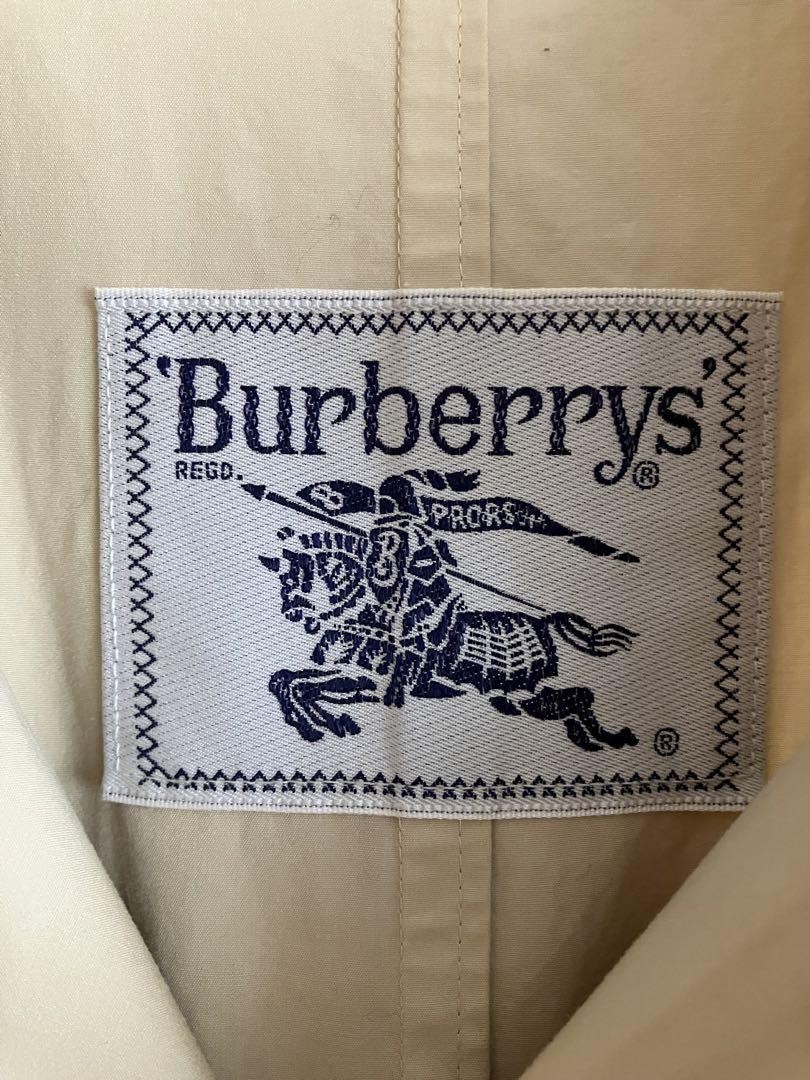 'Burberrys'®
REGD.
B
PRORSUM
B
®